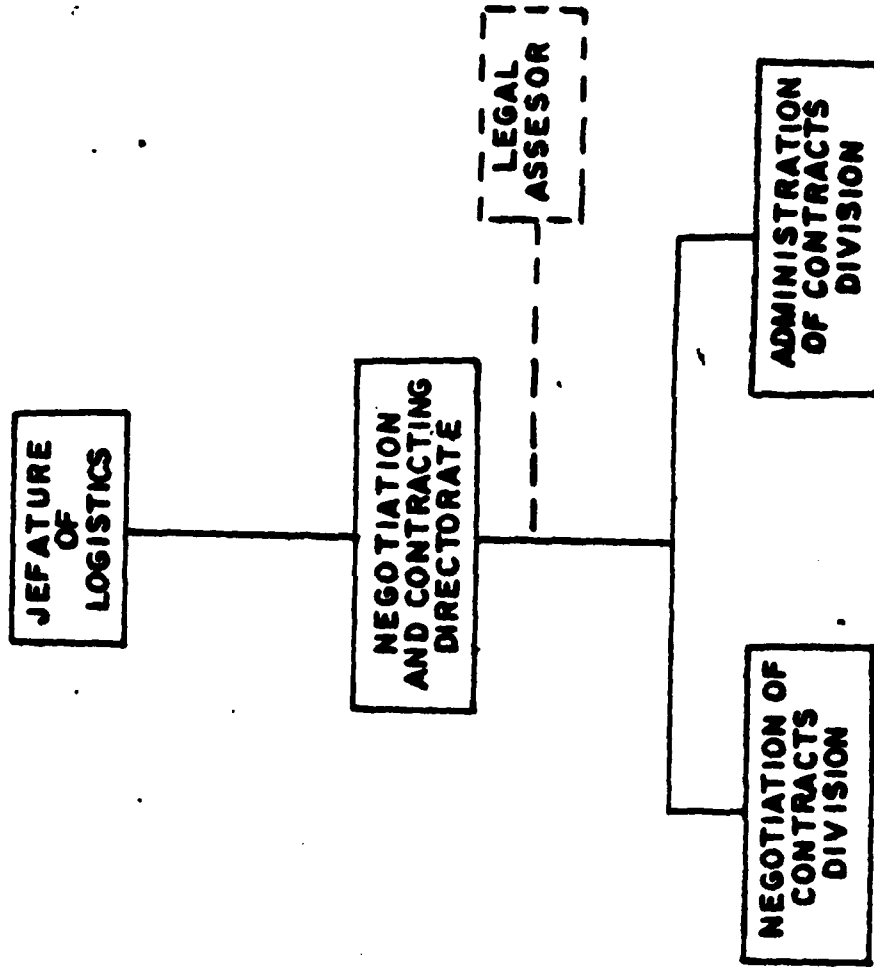 JEFATURE
OF
LOGISTICS
NEGOTIATION
AND CONTRACTING
DIRECTORATE
LEGAL
ASSESOR
NEGOTIATION OF
CONTRACTS
DIVISION
ADMINISTRATION
OF CONTRACTS
DIVISION